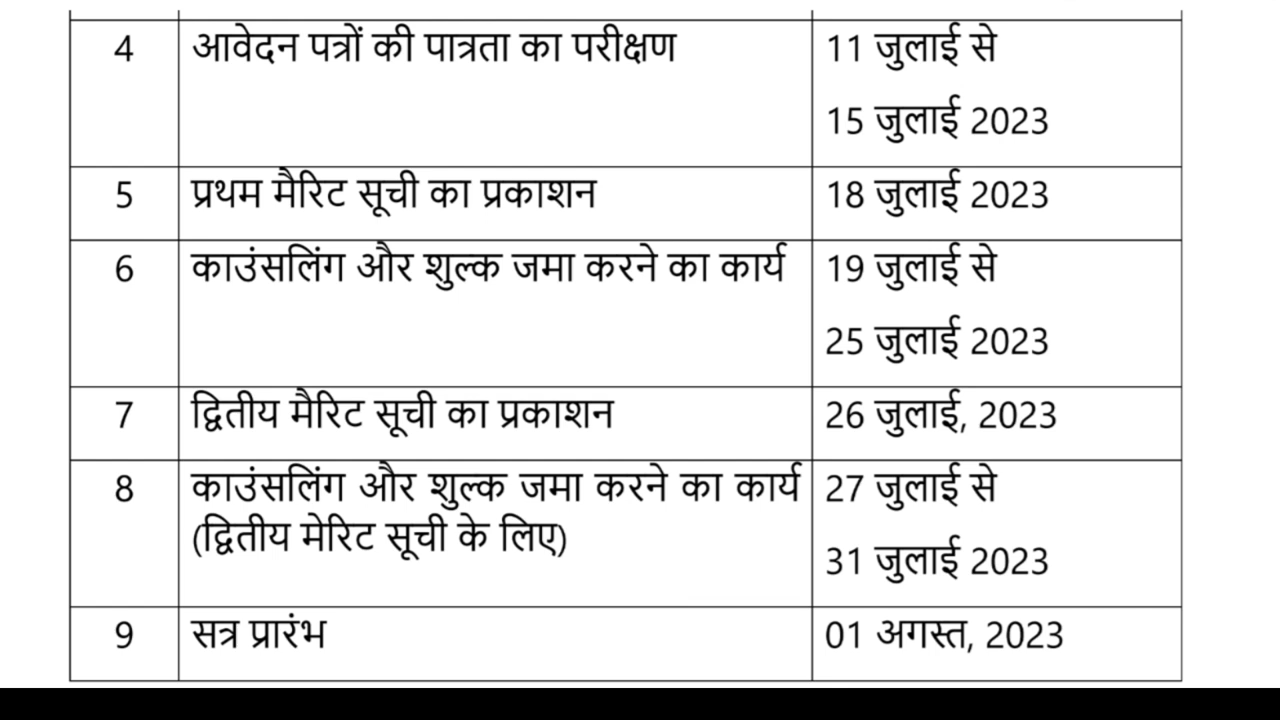 4 आवेदन पत्रों की पात्रता का परीक्षण 11 जुलाई से
15 जुलाई 2023
5 प्रथम मैरिट सूची का प्रकाशन 18 जुलाई 2023
6 काउंसलिंग और शुल्क जमा करने का कार्य 19 जुलाई से
25 जुलाई 2023
7 द्वितीय मैरिट सूची का प्रकाशन 26 जुलाई, 2023
8 काउंसलिंग और शुल्क जमा करने का कार्य 27 जुलाई से
(द्वितीय मेरिट सूची के लिए)
31 जुलाई 2023
9 सत्र प्रारंभ 01 अगस्त, 2023